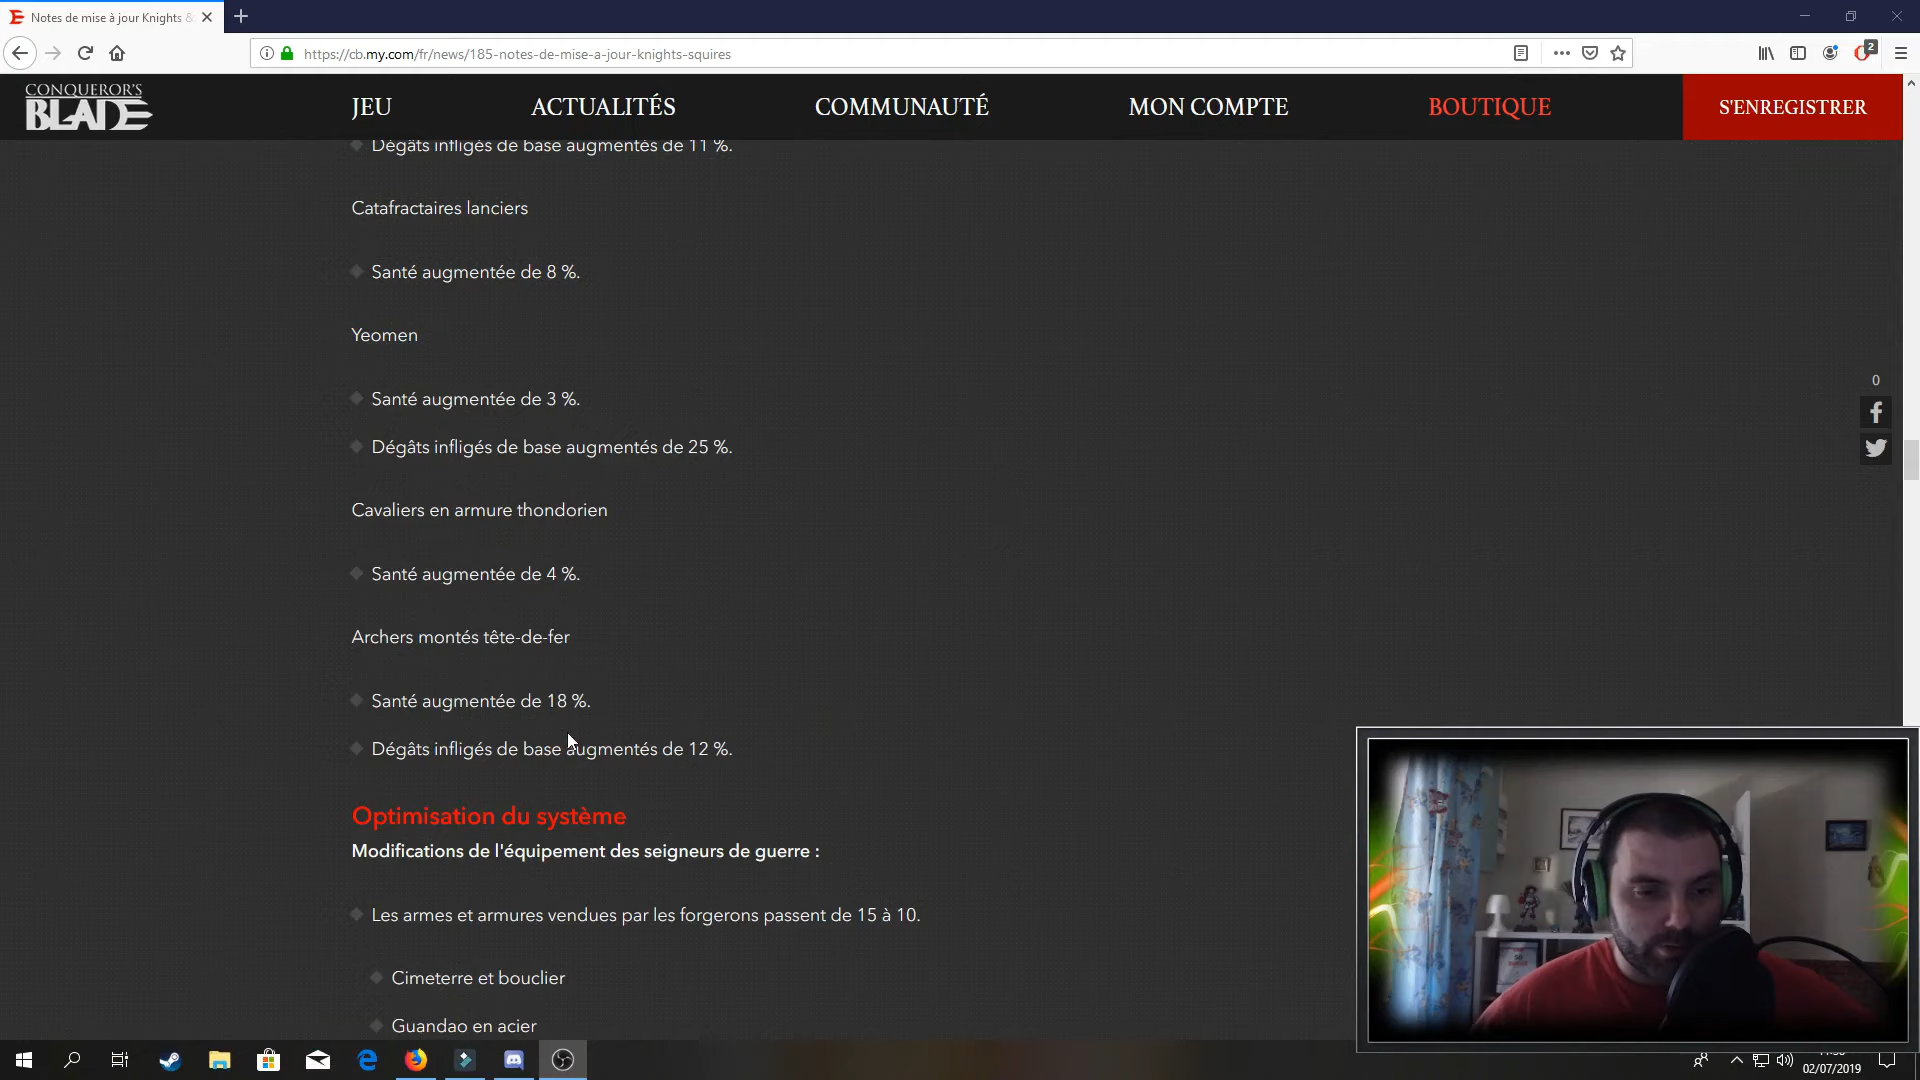 Notes de mise à jour Knights &
https://cb.my.com/fr/news/185-notes-de-mise-a-jour-knights-squires
2
CONQUEROR'S
BLADE
JEU
ACTUALITÉS
COMMUNAUTÉ
MON COMPTE
BOUTIQUE
S'ENREGISTRER
Dégâts infligés de base augmentés de 11 %.
Catafractaires lanciers
Santé augmentée de 8 %.
Yeomen
Santé augmentée de 3 %.
Dégâts infligés de base augmentés de 25 %.
Cavaliers en armure thondorien
Santé augmentée de 4 %.
Archers montés tête-de-fer
Santé augmentée de 18 %.
Dégâts infligés de base augmentés de 12 %.
Optimisation du système
Modifications de l'équipement des seigneurs de guerre :
Les armes et armures vendues par les forgerons passent de 15 à 10.
Cimeterre et bouclier
Guandao en acier
0
02/07/2019